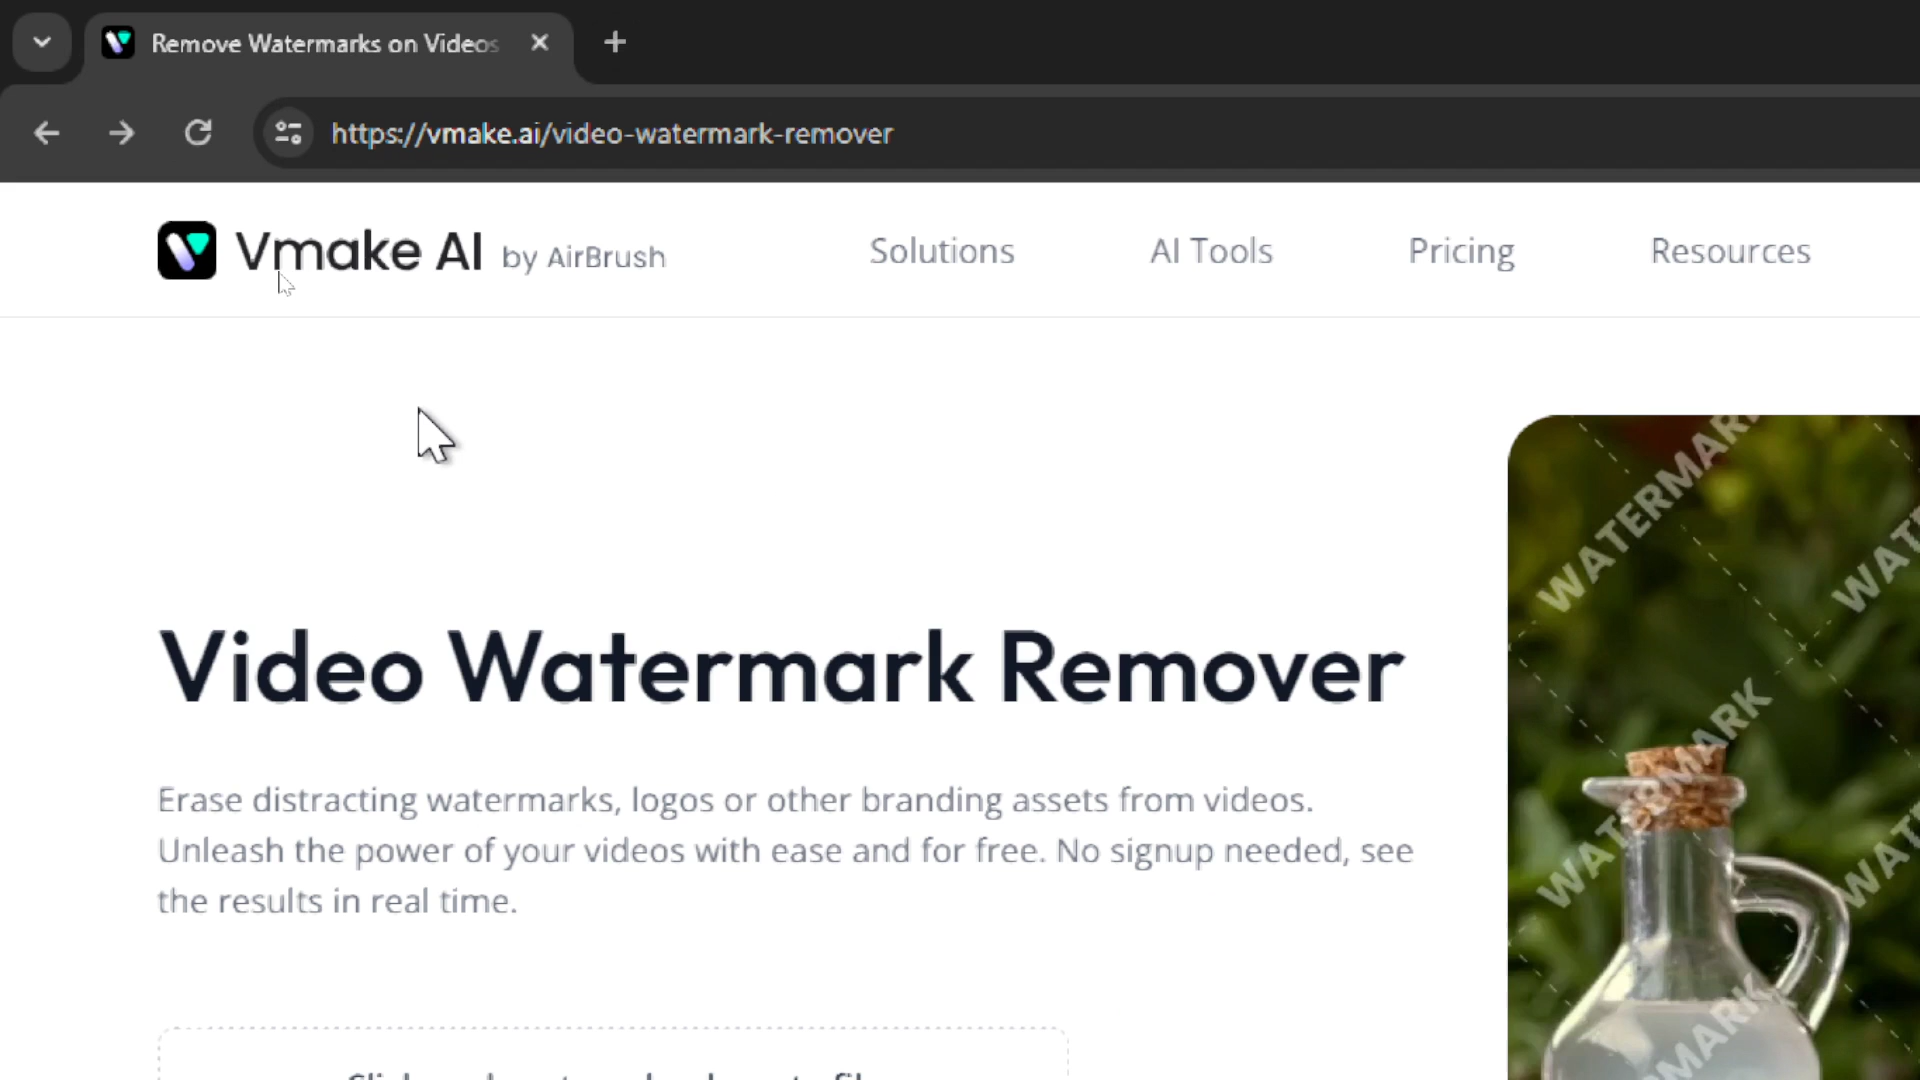 Remove Watermarks on Videos
https://vmake.ai/video-watermark-remover
Vmake AI by AirBrush
Solutions
AI Tools
Pricing
Resources
Video Watermark Remover
Erase distracting watermarks, logos or other branding assets from videos.
Unleash the power of your videos with ease and for free. No signup needed, see
the results in real time.
WATERMARK
WATERMARK